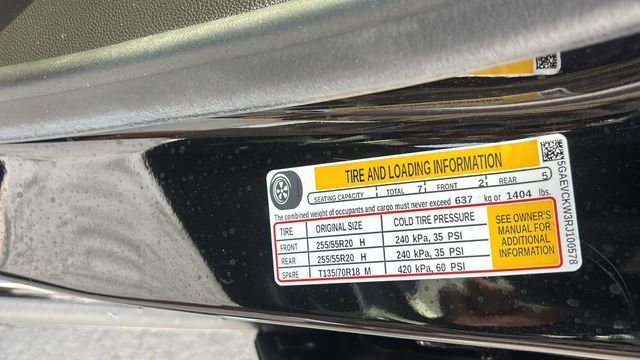 TIRE AND LOADING INFORMATION
SEATING CAPACITY TOTAL 7 FRONT 2 REAR 5
The combined weight of occupants and cargo must never exceed 637 kg or 1404 lbs.
TIRE ORIGINAL SIZE COLD TIRE PRESSURE
FRONT 255/55R20 H 240 kPa, 35 PSI
REAR 255/55R20 H 240 kPa, 35 PSI
SPARE T135/70R18 M 420 kPa, 60 PSI
SEE OWNER'S
MANUAL FOR
ADDITIONAL
INFORMATION
5GAEVCKW3RJ100578